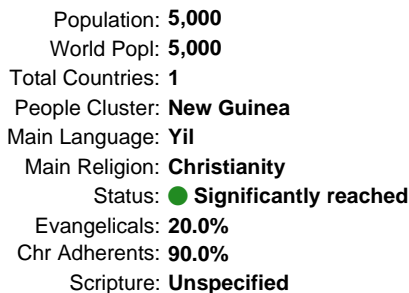 Population: 5,000
World Popl: 5,000
Total Countries: 1
People Cluster: New Guinea
Main Language: Yil
Main Religion: Christianity
Status: Significantly reached
Evangelicals: 20.0%
Chr Adherents: 90.0%
Scripture: Unspecified